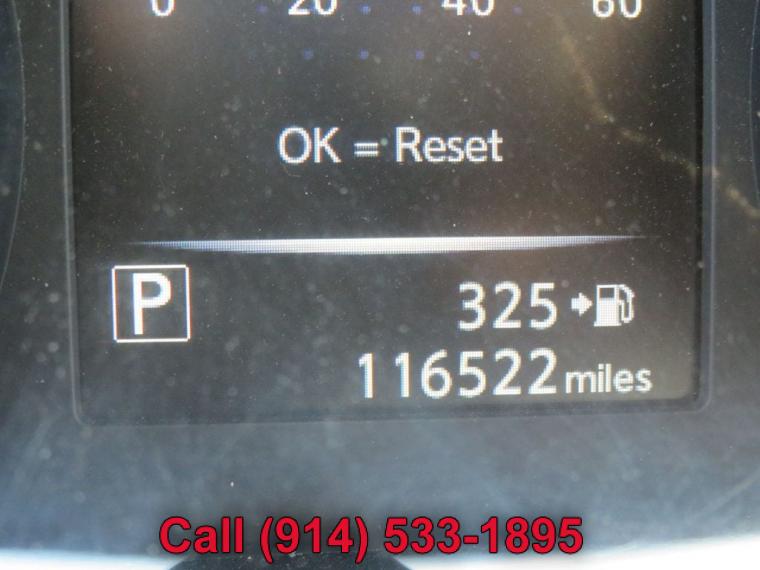 0 20 40 60
OK = Reset
P 325
116522 miles
Call (914) 533-1895